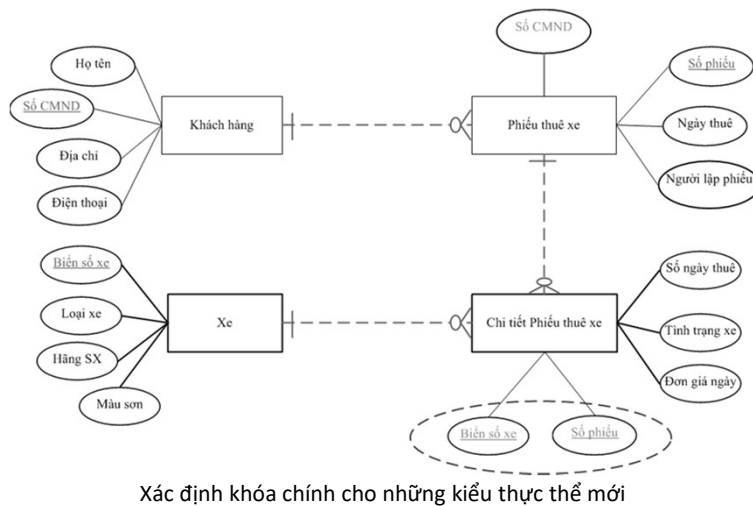 Số CMND
Họ tên
Số phiếu
Số CMND
Khách hàng
Phiếu thuê xe
Ngày thuê
Địa chỉ
Người lập phiếu
Điện thoại
Biển số xe
Số ngày thuê
Loại xe
Xe
Chi tiết Phiếu thuê xe
Tình trạng xe
Hãng SX
Đơn giá ngày
Màu sơn
Biển số xe
Số phiếu
Xác định khóa chính cho những kiểu thực thể mới